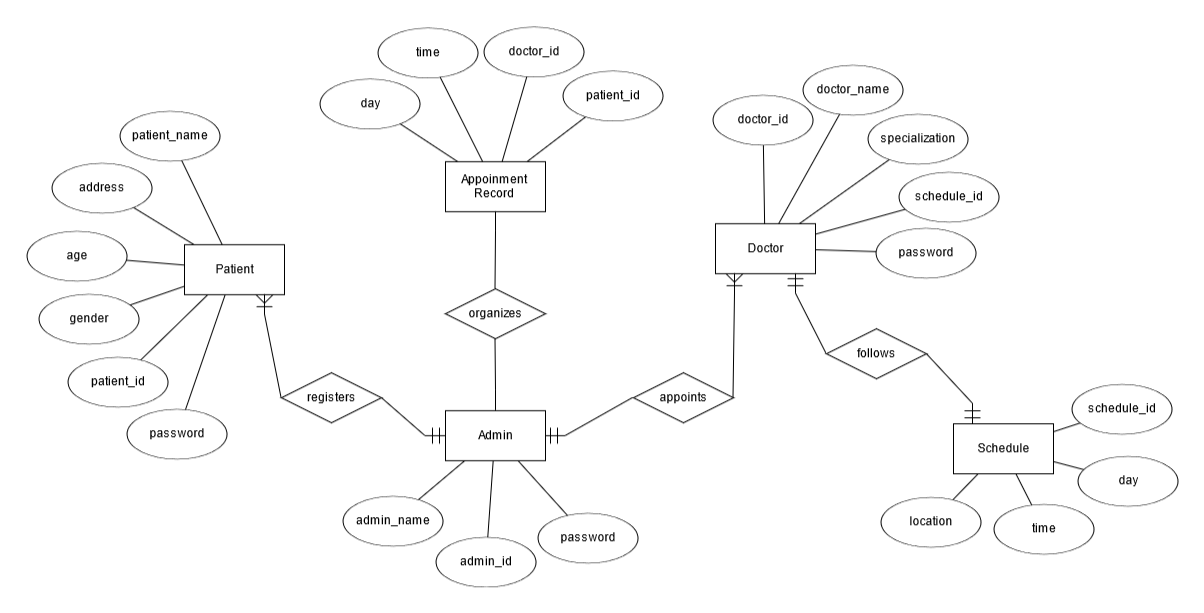 time
doctor_id
day
patient_id
doctor_name
doctor_id
specialization
schedule_id
password
patient_name
address
age
gender
patient_id
password
Appoinment
Record
Patient
Doctor
organizes
follows
registers
appoints
Admin
Schedule
schedule_id
day
time
location
admin_name
admin_id
password